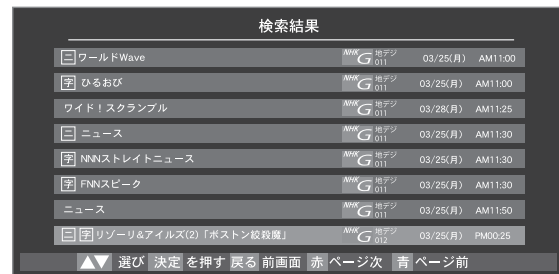 検索結果
二 ワールドWave NHK G 地デジ 011 03/25(月) AM11:00
字 ひるおび NHK G 地デジ 011 03/25(月) AM11:00
ワイド！スクランブル NHK G 地デジ 011 03/28(月) AM11:25
二 ニュース NHK G 地デジ 011 03/25(月) AM11:30
字 NNNストレイトニュース NHK G 地デジ 011 03/25(月) AM11:30
字 FNNスピーク NHK G 地デジ 011 03/25(月) AM11:30
ニュース NHK G 地デジ 011 03/25(月) AM11:50
二 字 リゾーリ&アイルズ(2)「ボストン絞殺魔」 NHK G 地デジ 012 03/25(月) PM00:25
▲▼ 選び 決定 を押す 戻る 前画面 赤 ページ次 青 ページ前